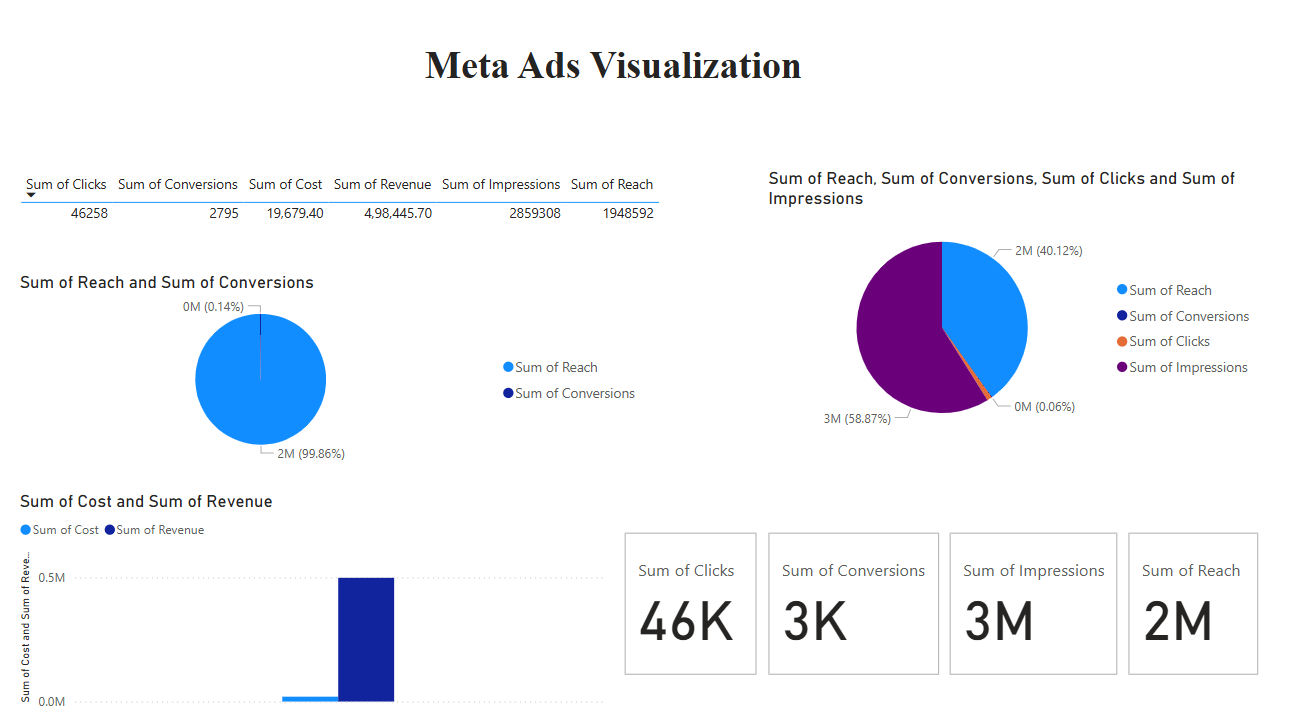 Meta Ads Visualization
Sum of Clicks Sum of Conversions Sum of Cost Sum of Revenue Sum of Impressions Sum of Reach
46258 2795 19,679.40 4,98,445.70 2859308 1948592
Sum of Reach and Sum of Conversions
0M (0.14%)
2M (99.86%)
Sum of Reach
Sum of Conversions
Sum of Reach, Sum of Conversions, Sum of Clicks and Sum of
Impressions
2M (40.12%)
0M (0.06%)
3M (58.87%)
Sum of Reach
Sum of Conversions
Sum of Clicks
Sum of Impressions
Sum of Cost and Sum of Revenue
Sum of Cost Sum of Revenue
Sum of Cost and Sum of Reve...
0.5M
0.0M
Sum of Clicks
46K
Sum of Conversions
3K
Sum of Impressions
3M
Sum of Reach
2M